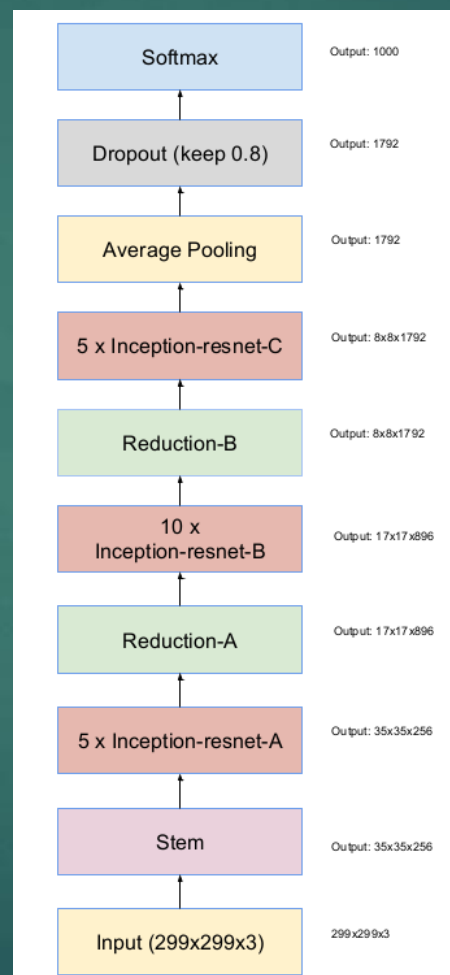 Softmax
Output: 1000
Dropout (keep 0.8)
Output: 1792
Average Pooling
Output: 1792
5 x Inception-resnet-C
Output: 8x8x1792
Reduction-B
Output: 8x8x1792
10 x
Inception-resnet-B
Output: 17x17x896
Reduction-A
Output: 17x17x896
5 x Inception-resnet-A
Output: 35x35x256
Stem
Output: 35x35x256
Input (299x299x3)
299x299x3